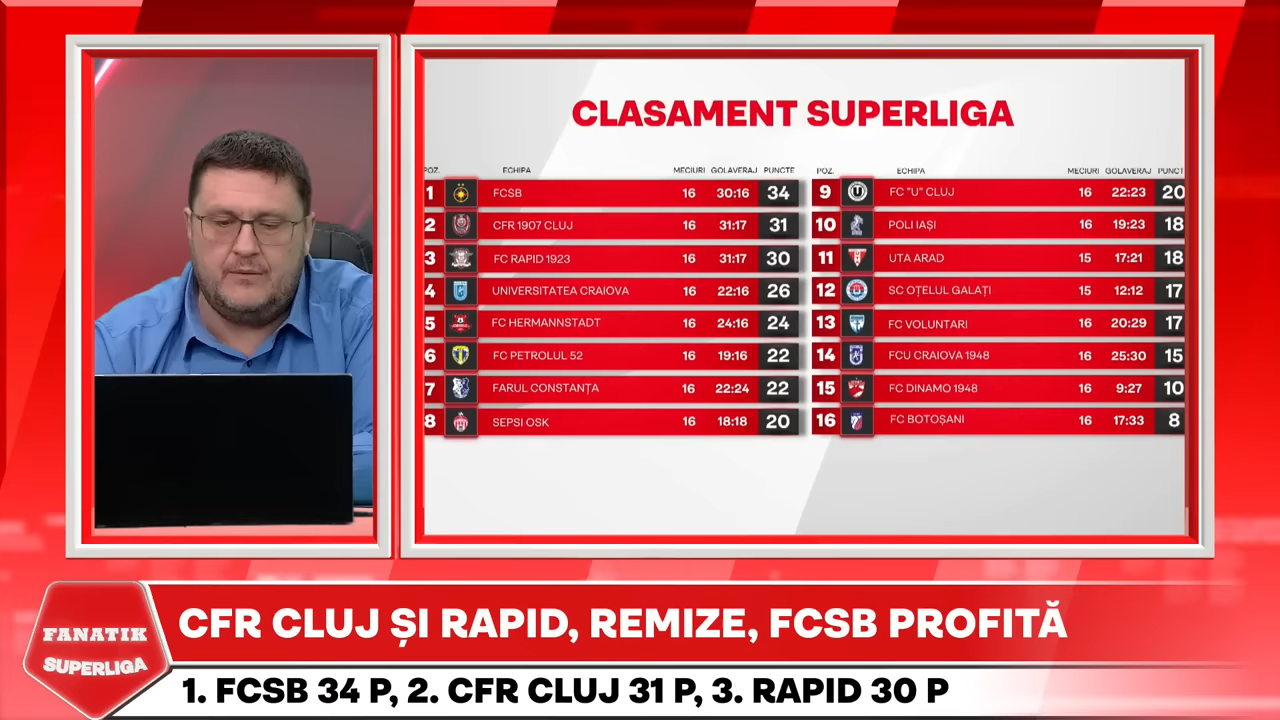 CLASAMENT SUPERLIGA
POZ. ECHIPA MECIURI GOLAVERAJ PUNCTE
1 FCSB 16 30:16 34
2 CFR 1907 CLUJ 16 31:17 31
3 FC RAPID 1923 16 31:17 30
4 UNIVERSITATEA CRAIOVA 16 22:16 26
5 FC HERMANNSTADT 16 24:16 24
6 FC PETROLUL 52 16 19:16 22
7 FARUL CONSTANȚA 16 22:24 22
8 SEPSI OSK 16 18:18 20
POZ. ECHIPA MECIURI GOLAVERAJ PUNCT
9 FC "U" CLUJ 16 22:23 20
10 POLI IAȘI 16 19:23 18
11 UTA ARAD 15 17:21 18
12 SC OȚELUL GALAȚI 15 12:12 17
13 FC VOLUNTARI 16 20:29 17
14 FCU CRAIOVA 1948 16 25:30 15
15 FC DINAMO 1948 16 9:27 10
16 FC BOTOȘANI 16 17:33 8
FANATIK
SUPERLIGA
CFR CLUJ ȘI RAPID, REMIZE, FCSB PROFITĂ
1. FCSB 34 P, 2. CFR CLUJ 31 P, 3. RAPID 30 P